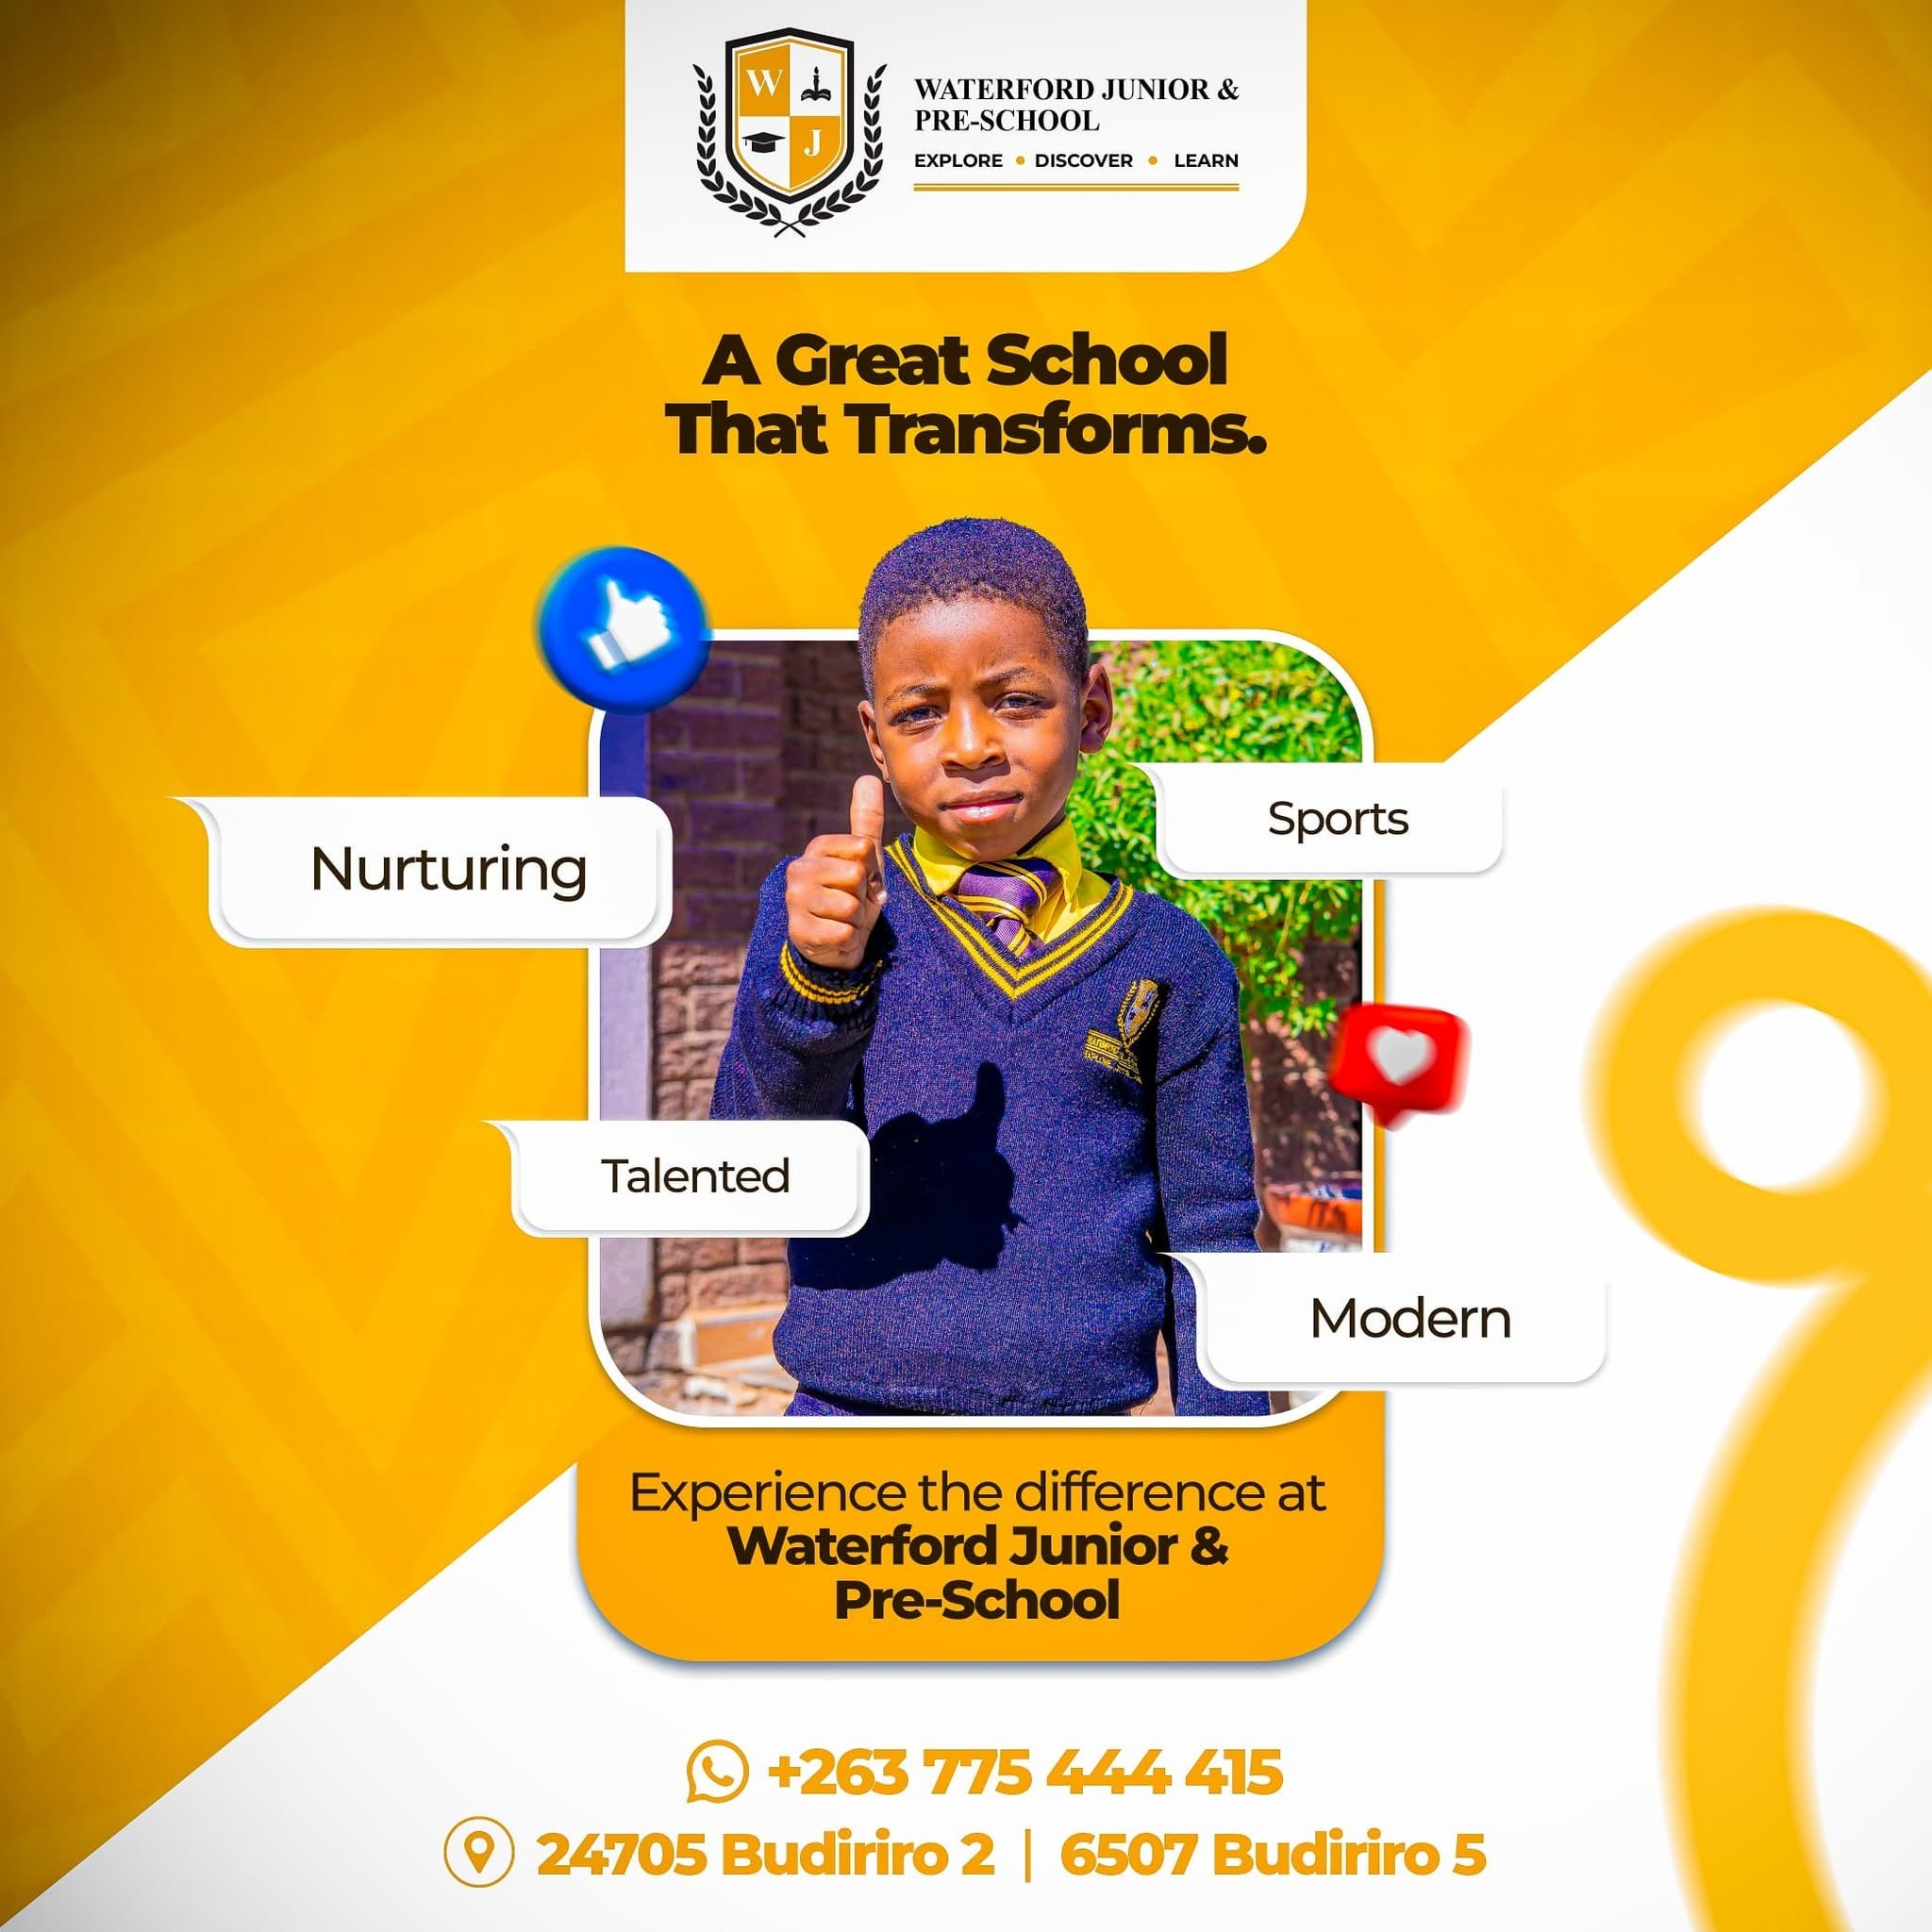 W
J
WATERFORD JUNIOR &
PRE-SCHOOL
EXPLORE • DISCOVER • LEARN
A Great School
That Transforms.
Nurturing
Sports
Talented
Modern
Experience the difference at
Waterford Junior &
Pre-School
+263 775 444 415
24705 Budiriro 2 | 6507 Budiriro 5